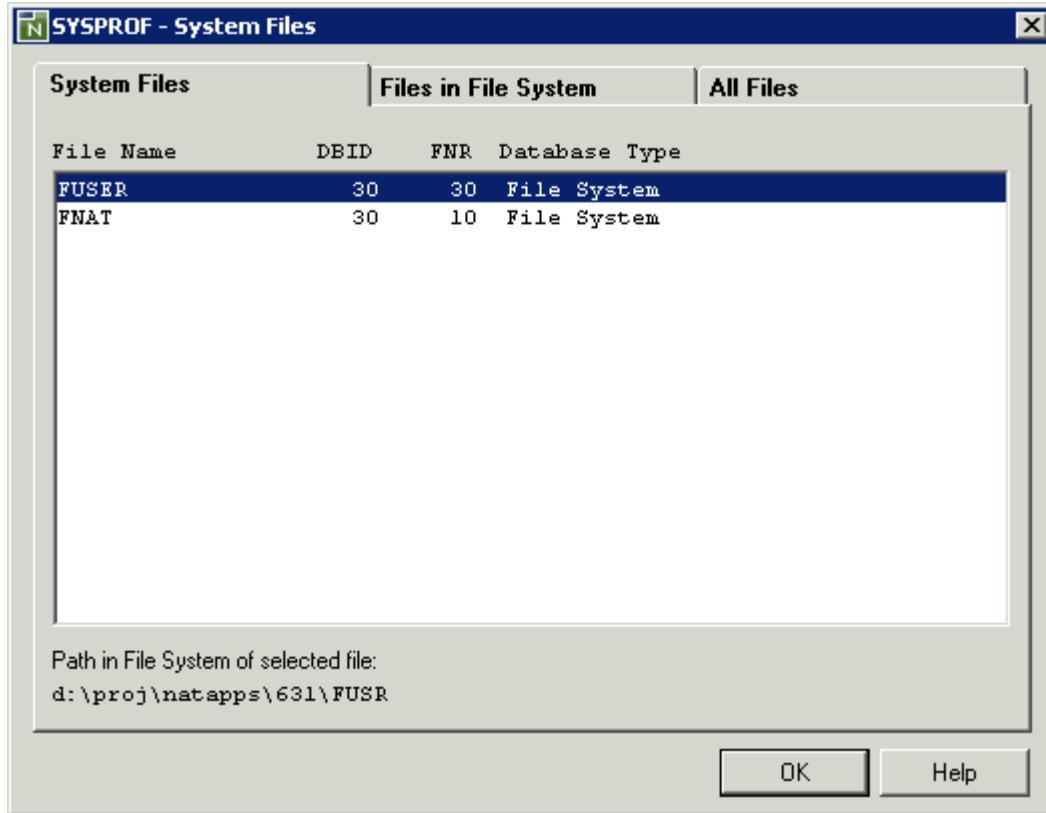 SYSPROF - System Files
System Files Files in File System All Files
File Name DBID FNR Database Type
FUSER 30 30 File System
FNAT 30 10 File System
Path in File System of selected file:
d:\proj\natapps\631\FUSR
OK Help